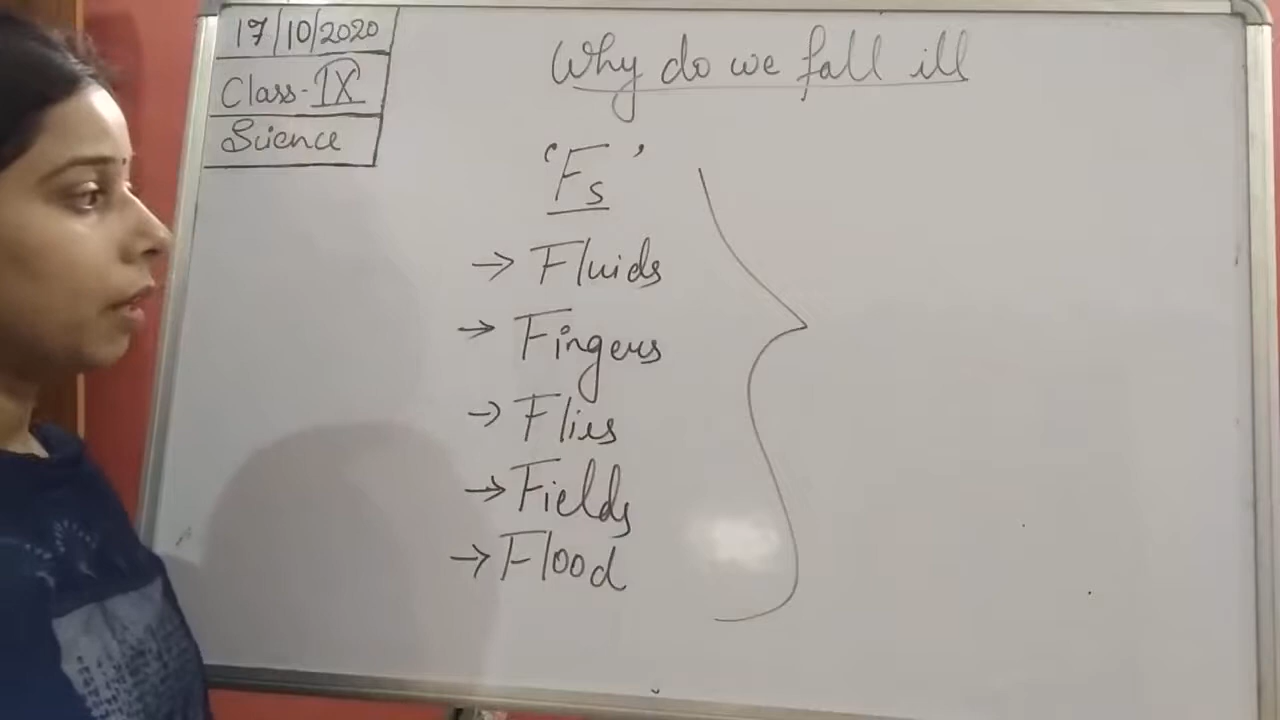 17/10/2020
Class-IX
Science
Why do we fall ill
'Fs'
→ Fluids
→ Fingers
→ Flies
→ Fields
→ Flood